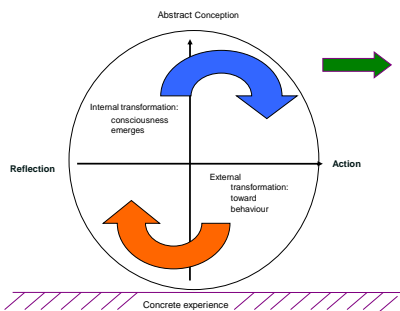 Abstract Conception
Internal transformation:
consciousness
emerges
Reflection
Action
External
transformation:
toward
behaviour
Concrete experience